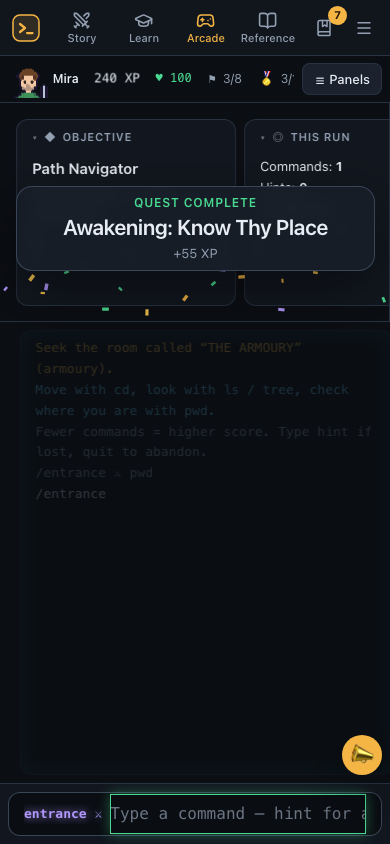 Story
Learn
Arcade
Reference
7
Mira
240 XP
♥ 100
3/8
3/
≡ Panels
◆ OBJECTIVE
◎ THIS RUN
Path Navigator
Commands: 1
QUEST COMPLETE
Awakening: Know Thy Place
+55 XP
Seek the room called “THE ARMOURY”
(armoury).
Move with cd, look with ls / tree, check
where you are with pwd.
Fewer commands = higher score. Type hint if
lost, quit to abandon.
/entrance ⚔ pwd
/entrance
entrance ⚔
Type a command — hint for a